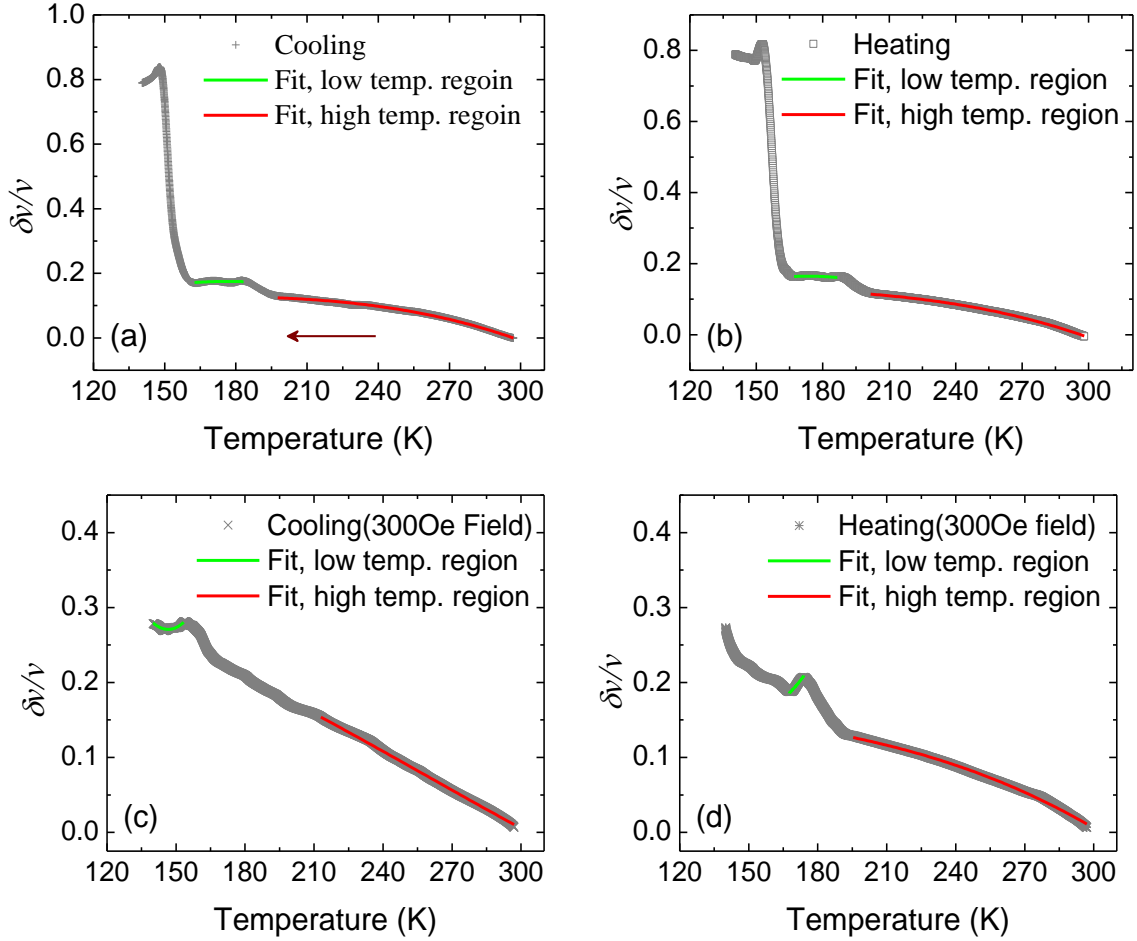 Cooling
Fit, low temp. regoin
Fit, high temp. regoin
1.0
0.8
0.6
0.4
0.2
0.0
δν/ν
(a)
120 150 180 210 240 270 300
Temperature (K)
Heating
Fit, low temp. region
Fit, high temp. region
0.8
0.6
0.4
0.2
0.0
δν/ν
(b)
120 150 180 210 240 270 300
Temperature (K)
Cooling(300Oe Field)
Fit, low temp. region
Fit, high temp. region
0.4
0.3
0.2
0.1
0.0
δν/ν
(c)
120 150 180 210 240 270 300
Temperature (K)
Heating(300Oe field)
Fit, low temp. region
Fit, high temp. region
0.4
0.3
0.2
0.1
0.0
δν/ν
(d)
120 150 180 210 240 270 300
Temperature (K)